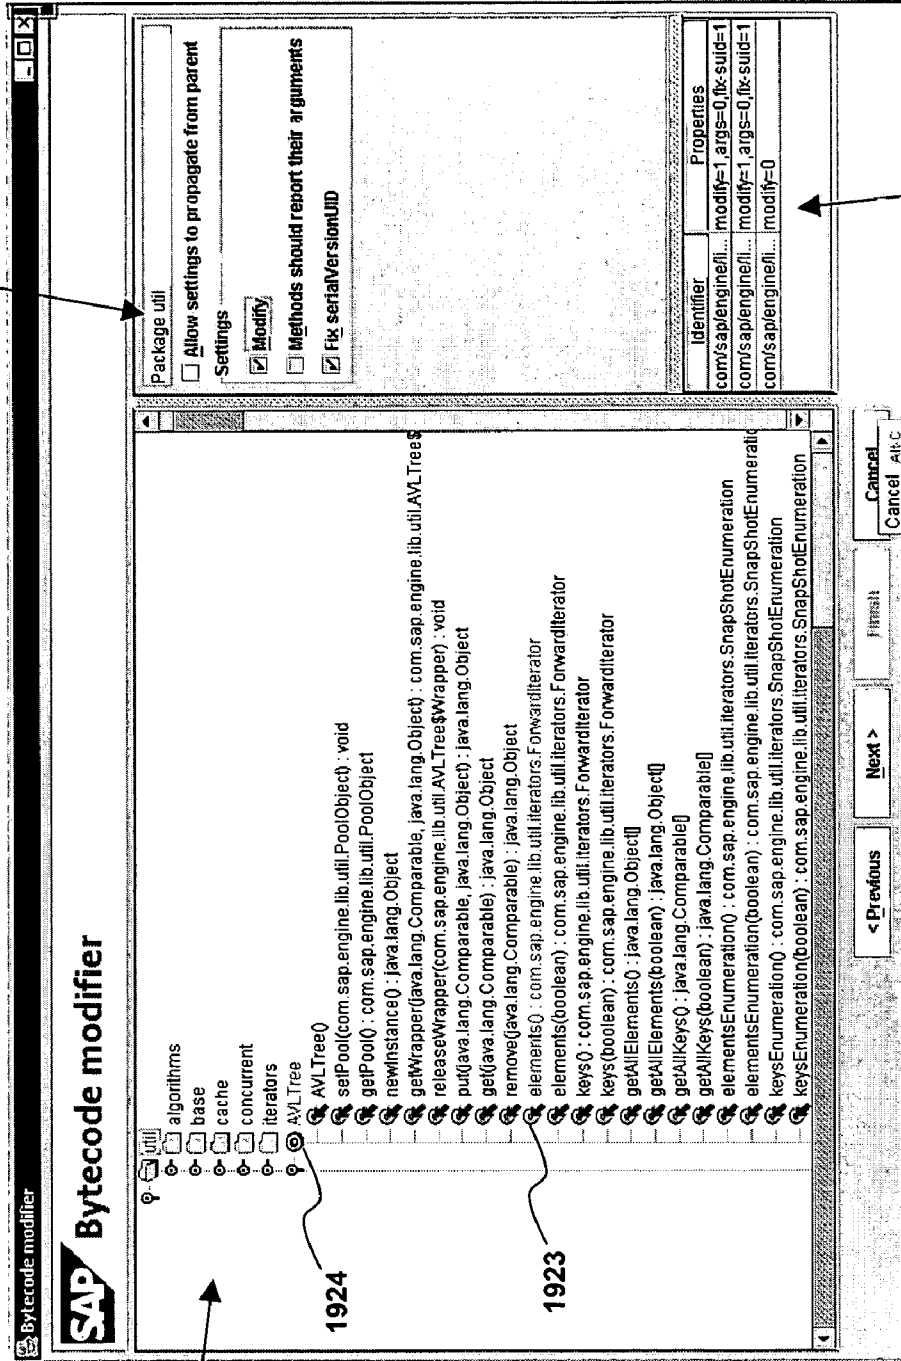 Bytecode modifier
SAP Bytecode modifier
util
algorithms
base
cache
concurrent
iterators
AVLTree
AVLTree()
setPool(com.sap.engine.lib.util.PoolObject) : void
getPool() : com.sap.engine.lib.util.PoolObject
newInstance() : java.lang.Object
getWrapper(java.lang.Comparable, java.lang.Object) : com.sap.engine.lib.util.AVLTree$
releaseWrapper(com.sap.engine.lib.util.AVLTree$Wrapper) : void
put(java.lang.Comparable, java.lang.Object) : java.lang.Object
get(java.lang.Comparable) : java.lang.Object
remove(java.lang.Comparable) : java.lang.Object
elements() : com.sap.engine.lib.util.iterators.ForwardIterator
elements(boolean) : com.sap.engine.lib.util.iterators.ForwardIterator
keys() : com.sap.engine.lib.util.iterators.ForwardIterator
keys(boolean) : com.sap.engine.lib.util.iterators.ForwardIterator
getAllElements() : java.lang.Object[]
getAllElements(boolean) : java.lang.Object[]
getAllKeys() : java.lang.Comparable[]
getAllKeys(boolean) : java.lang.Comparable[]
elementsEnumeration() : com.sap.engine.lib.util.iterators.SnapShotEnumeration
elementsEnumeration(boolean) : com.sap.engine.lib.util.iterators.SnapShotEnumeratio
keysEnumeration() : com.sap.engine.lib.util.iterators.SnapShotEnumeration
keysEnumeration(boolean) : com.sap.engine.lib.util.iterators.SnapShotEnumeration
1924
1923
Package util
Allow settings to propagate from parent
Settings
Modify
Methods should report their arguments
Fix serialVersionUID
Identifier Properties
com/sap/engine/li... modify=1,args=0,fix-suid=1
com/sap/engine/li... modify=1,args=0,fix-suid=1
com/sap/engine/li... modify=0
< Previous Next > Finish Cancel
Cancel Alt-C